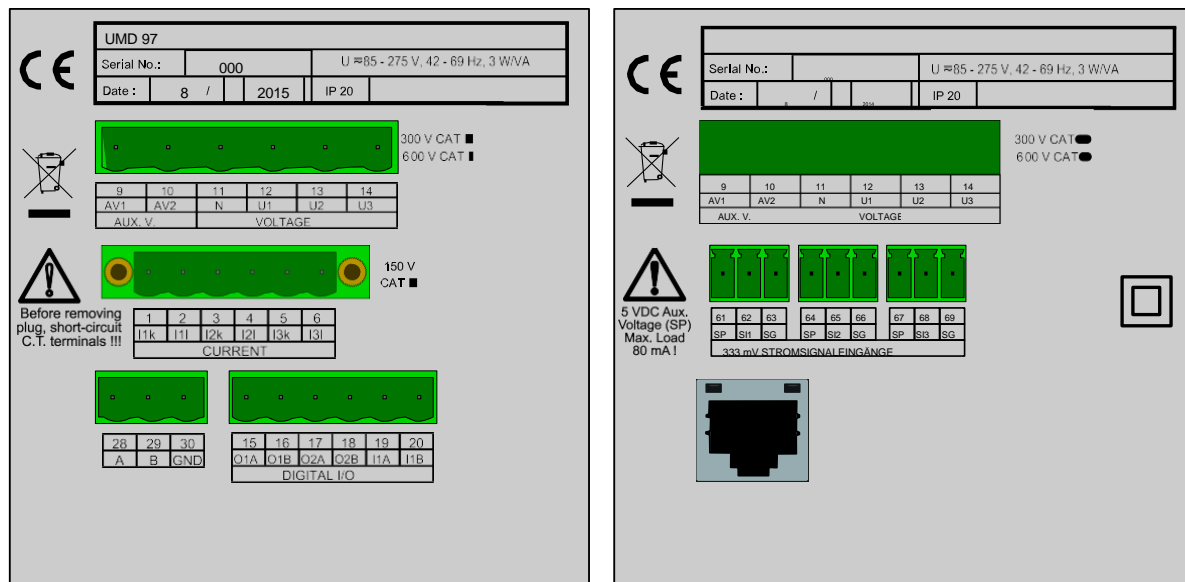 UMD 97
Serial No.: 000 U ≂85 - 275 V, 42 - 69 Hz, 3 W/VA
Date : 8 / 2015 IP 20
300 V CAT
600 V CAT
9 10 11 12 13 14
AV1 AV2 N U1 U2 U3
AUX. V. VOLTAGE
150 V
CAT
Before removing
plug, short-circuit
C.T. terminals !!!
1 2 3 4 5 6
I1k I1l I2k I2l I3k I3l
CURRENT
28 29 30
A B GND
15 16 17 18 19 20
O1A O1B O2A O2B I1A I1B
DIGITAL I/O
Serial No.: 000 U ≂85 - 275 V, 42 - 69 Hz, 3 W/VA
Date : 8 / 2014 IP 20
300 V CAT
600 V CAT
9 10 11 12 13 14
AV1 AV2 N U1 U2 U3
AUX. V. VOLTAGE
5 VDC Aux.
Voltage (SP)
Max. Load
80 mA !
61 62 63 64 65 66 67 68 69
SP SI1 SG SP SI2 SG SP SI3 SG
333 mV STROMSIGNALEINGÄNGE